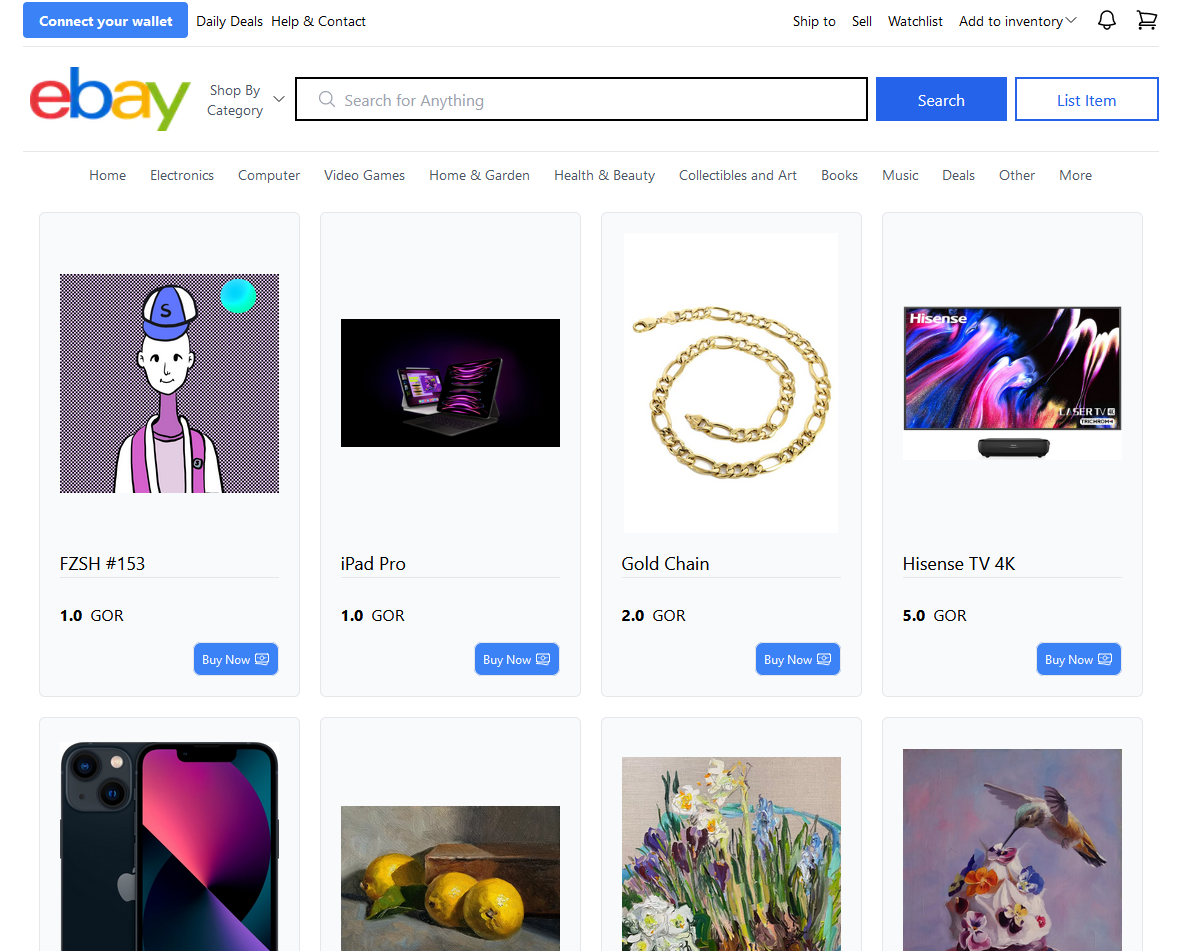 Connect your wallet Daily Deals Help & Contact Ship to Sell Watchlist Add to inventory
ebay
Shop By
Category
Search for Anything
Search
List Item
Home Electronics Computer Video Games Home & Garden Health & Beauty Collectibles and Art Books Music Deals Other More
S
Hisense
LASER TV 4K
TRICHROMA
FZSH #153
iPad Pro
Gold Chain
Hisense TV 4K
1.0 GOR
1.0 GOR
2.0 GOR
5.0 GOR
Buy Now
Buy Now
Buy Now
Buy Now